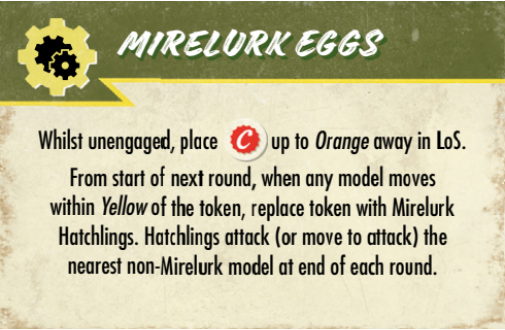 MIRELURK EGGS
Whilst unengaged, place C up to Orange away in LoS.
From start of next round, when any model moves
within Yellow of the token, replace token with Mirelurk
Hatchlings. Hatchlings attack (or move to attack) the
nearest non-Mirelurk model at end of each round.